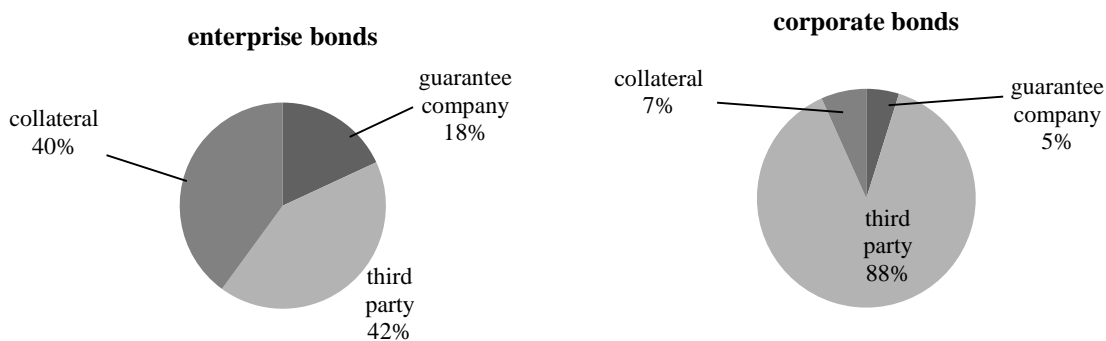 enterprise bonds
guarantee
company
18%
collateral
40%
third
party
42%
corporate bonds
collateral
7%
guarantee
company
5%
third
party
88%